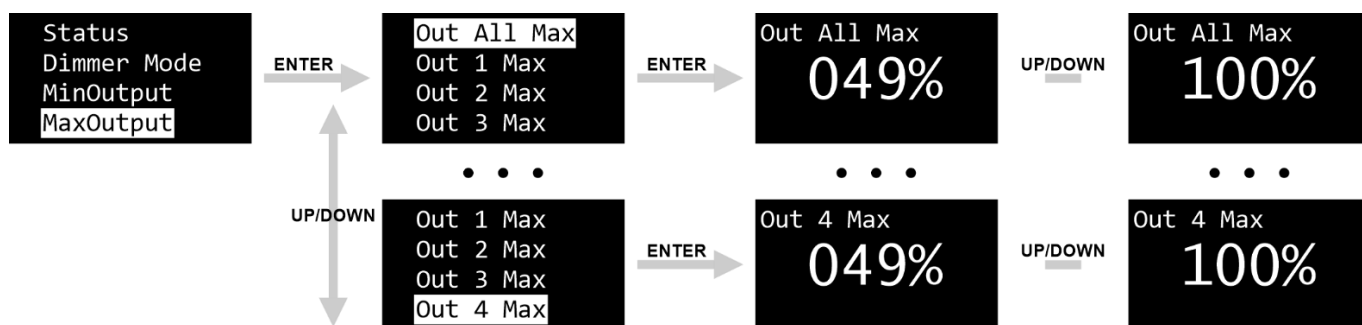 Status
Dimmer Mode
MinOutput
MaxOutput
ENTER
Out All Max
Out 1 Max
Out 2 Max
Out 3 Max
ENTER
Out All Max
049%
UP/DOWN
Out All Max
100%
UP/DOWN
Out 1 Max
Out 2 Max
Out 3 Max
Out 4 Max
ENTER
Out 4 Max
049%
UP/DOWN
Out 4 Max
100%